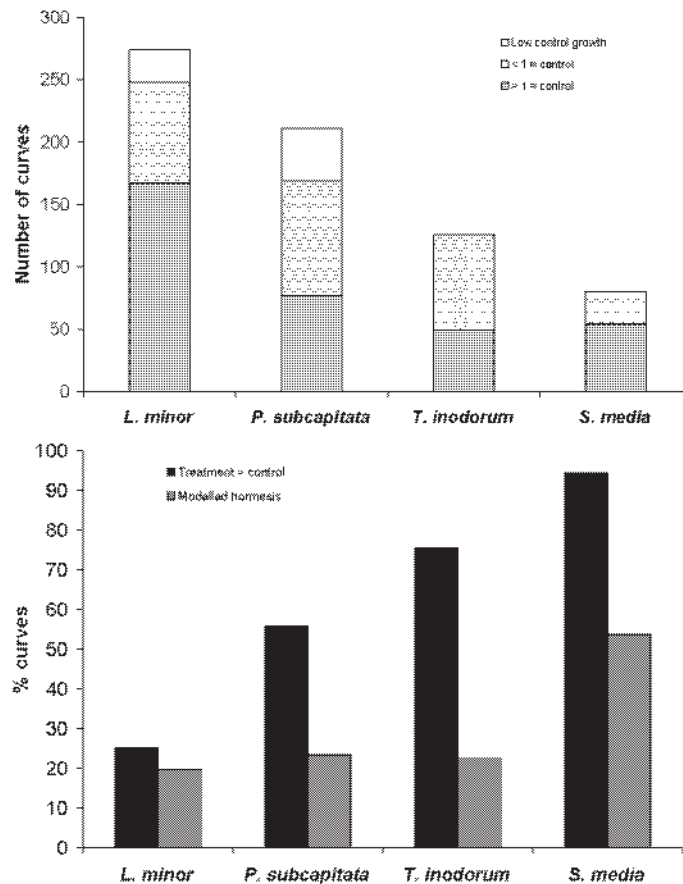 300
Low control growth
< 1 = control
> 1 = control
250
200
150
100
50
0
Number of curves
L. minor P. subcapitata T. inodorum S. media
100
Treatment > control
Modelled hormesis
90
80
70
60
50
40
30
20
10
0
% curves
L. minor P. subcapitata T. inodorum S. media